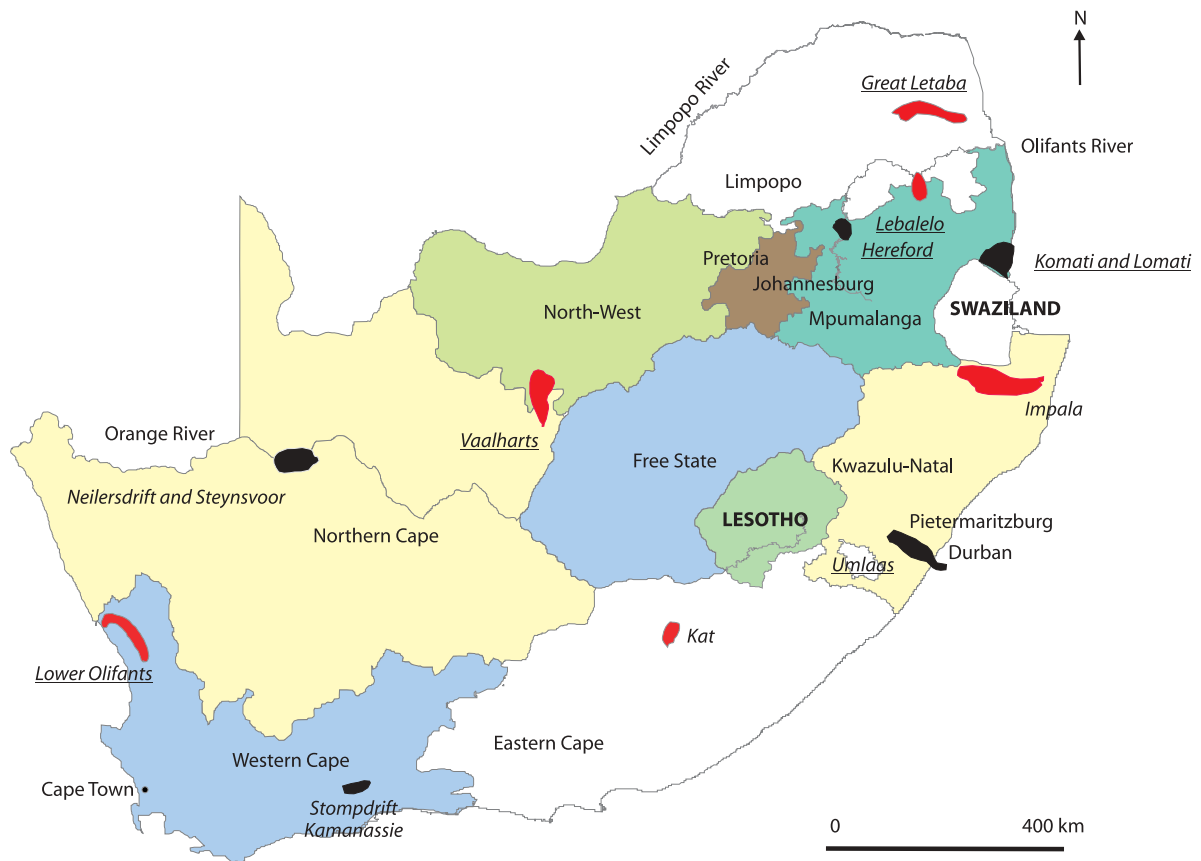 N
Great Letaba
Limpopo River
Olifants River
Limpopo
Lebalelo
Hereford
Pretoria
Komati and Lomati
Johannesburg
North-West
Mpumalanga
SWAZILAND
Impala
Orange River
Vaalharts
Free State
Kwazulu-Natal
Neilersdrift and Steynsvoor
Northern Cape
LESOTHO
Pietermaritzburg
Durban
Umlaas
Kat
Lower Olifants
Eastern Cape
Western Cape
Cape Town
Stompdrift
Kamanassie
0 400 km